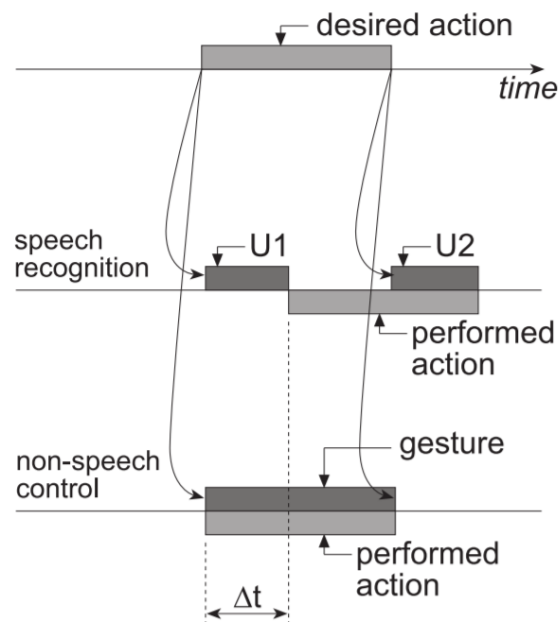 desired action
time
speech
recognition
U1
U2
performed
action
non-speech
control
gesture
performed
action
Δt